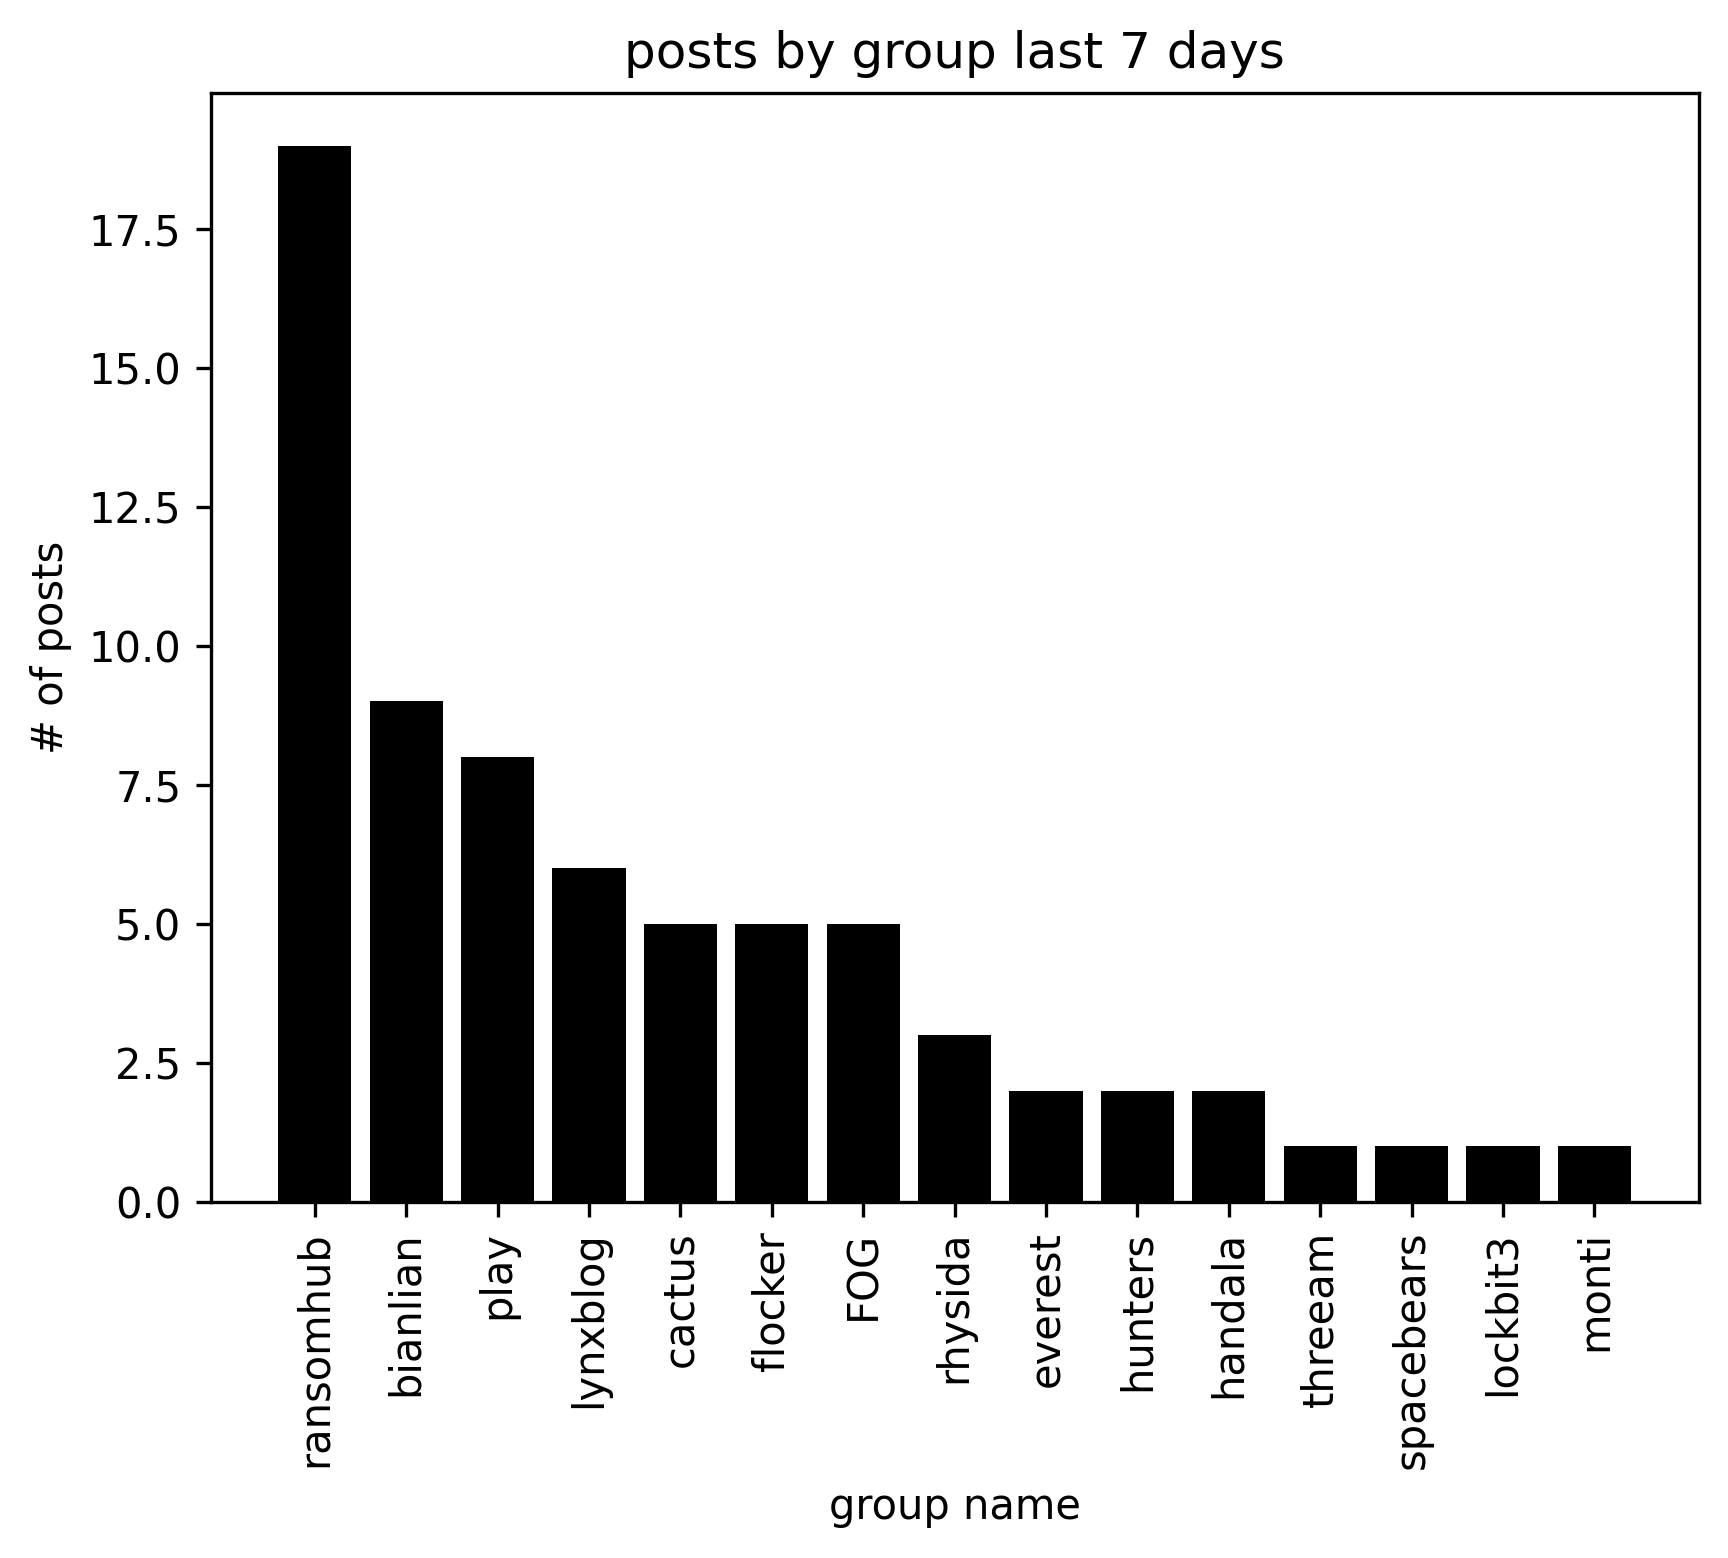 posts by group last 7 days
# of posts
17.5
15.0
12.5
10.0
7.5
5.0
2.5
0.0
ransomhub
bianlian
play
lynxblog
cactus
flocker
FOG
rhysida
everest
hunters
handala
threeam
spacebears
lockbit3
monti
group name